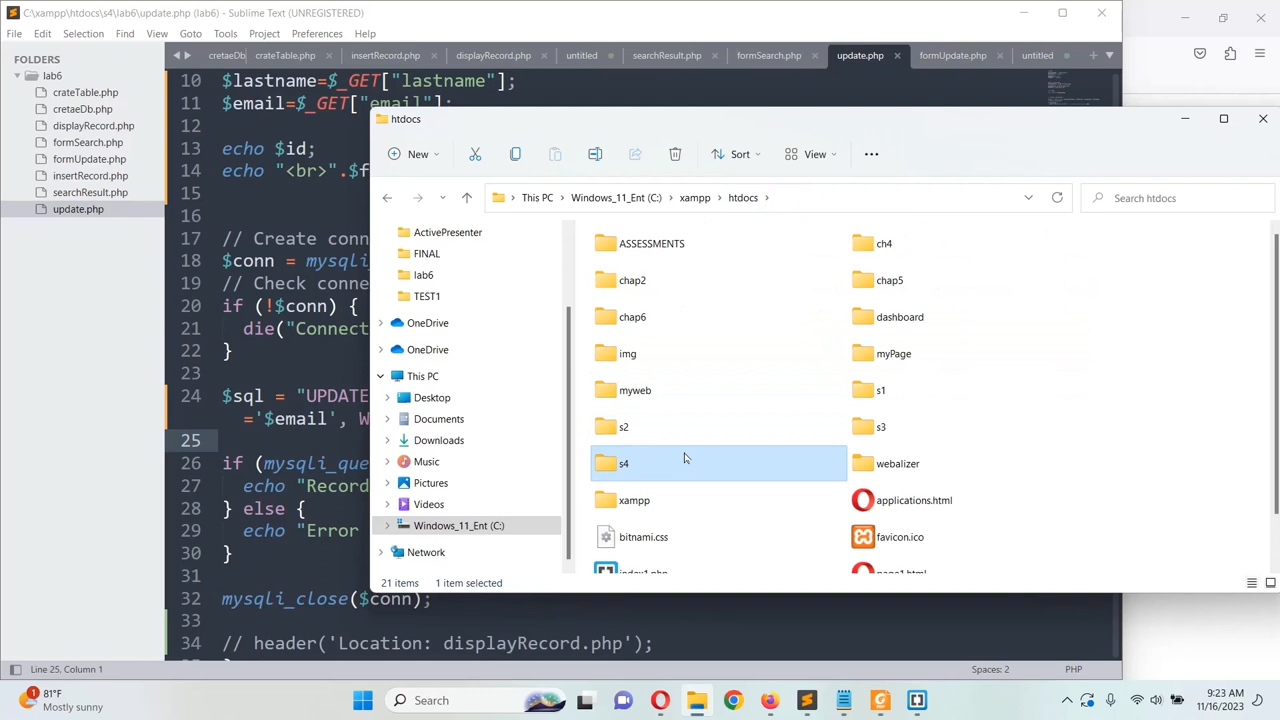 C:\xampp\htdocs\s4\lab6\update.php (lab6) - Sublime Text (UNREGISTERED)
File Edit Selection Find View Goto Tools Project Preferences Help
FOLDERS
lab6
crateTable.php
cretaeDb.php
displayRecord.php
formSearch.php
formUpdate.php
insertRecord.php
searchResult.php
update.php
cretaeDb crateTable.php insertRecord.php displayRecord.php untitled searchResult.php formSearch.php update.php formUpdate.php untitled
10 $lastname=$_GET["lastname"];
11 $email=$_GET["email"];
12
13 echo $id;
14 echo "<br>".$f
15
16
17 // Create conn
18 $conn = mysqli
19 // Check conne
20 if (!$conn) {
21 die("Connect
22 }
23
24 $sql = "UPDATE
='$email', W
25
26 if (mysqli_que
27 echo "Record
28 } else {
29 echo "Error
30 }
31
32 mysqli_close($conn);
33
34 // header('Location: displayRecord.php');
Line 25, Column 1
Spaces: 2
PHP
htdocs
New
Sort
View
This PC Windows_11_Ent (C:) xampp htdocs
Search htdocs
ActivePresenter
FINAL
lab6
TEST1
OneDrive
OneDrive
This PC
Desktop
Documents
Downloads
Music
Pictures
Videos
Windows_11_Ent (C:)
Network
ASSESSMENTS
ch4
chap2
chap5
chap6
dashboard
img
myPage
myweb
s1
s2
s3
s4
webalizer
xampp
applications.html
bitnami.css
favicon.ico
index1.php
page1.html
21 items 1 item selected
1
81°F
Mostly sunny
Search
9:23 AM
11/16/2023